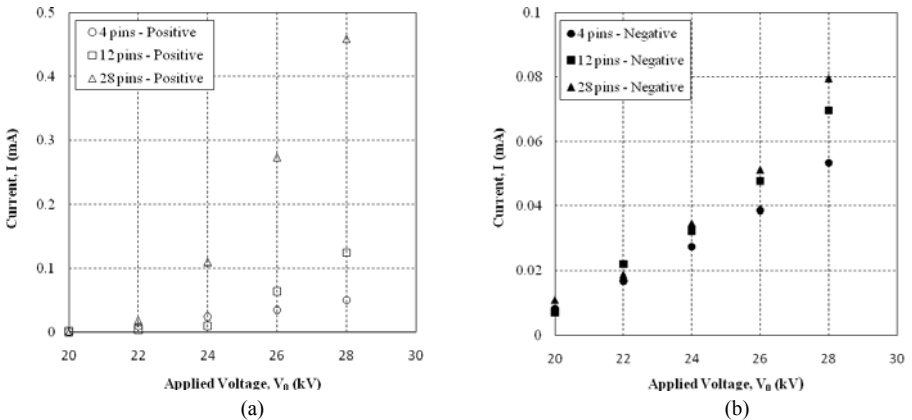 0.5
4 pins - Positive
12 pins - Positive
28 pins - Positive
0.4
0.3
0.2
0.1
0
Current, I (mA)
20 22 24 26 28 30
Applied Voltage, V₀ (kV)
(a)
0.1
4 pins - Negative
12 pins - Negative
28 pins - Negative
0.08
0.06
0.04
0.02
0
Current, I (mA)
20 22 24 26 28 30
Applied Voltage, V₀ (kV)
(b)